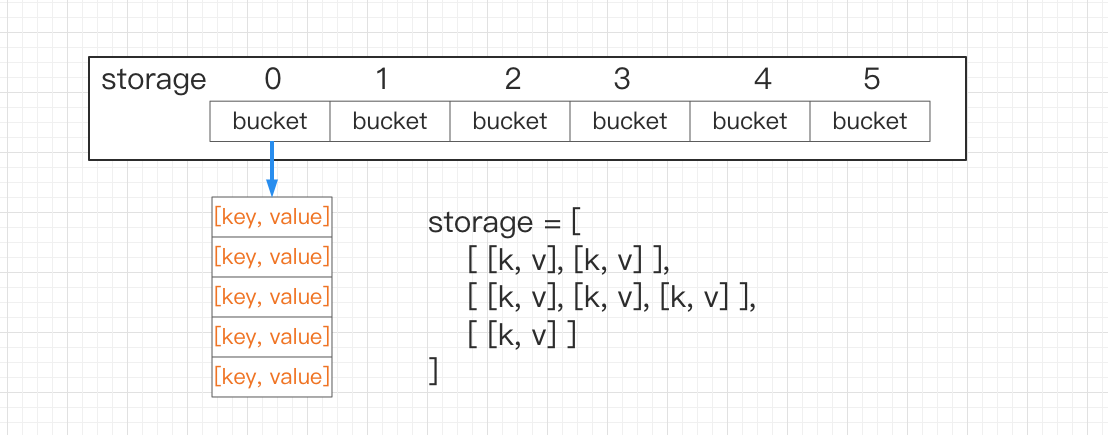 storage 0 1 2 3 4 5
bucket bucket bucket bucket bucket bucket
[key, value]
[key, value]
[key, value]
[key, value]
[key, value]
storage = [
[ [k, v], [k, v] ],
[ [k, v], [k, v], [k, v] ],
[ [k, v] ]
]